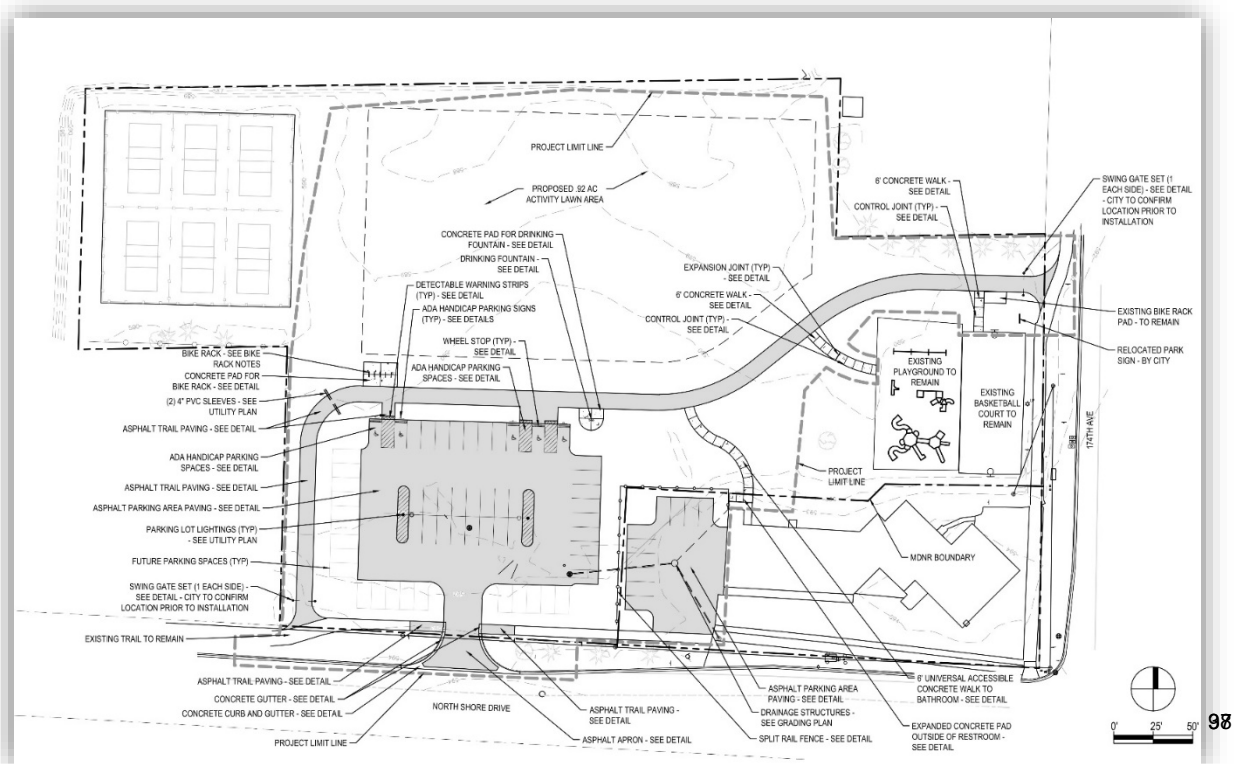 PROJECT LIMIT LINE
PROPOSED .92 AC
ACTIVITY LAWN AREA
6' CONCRETE WALK -
SEE DETAIL
CONTROL JOINT (TYP) -
SEE DETAIL
SWING GATE SET (1
EACH SIDE) - SEE DETAIL
- CITY TO CONFIRM
LOCATION PRIOR TO
INSTALLATION
CONCRETE PAD FOR DRINKING
FOUNTAIN - SEE DETAIL
DRINKING FOUNTAIN -
SEE DETAIL
DETECTABLE WARNING STRIPS
(TYP) - SEE DETAIL
ADA HANDICAP PARKING SIGNS
(TYP) - SEE DETAILS
WHEEL STOP (TYP) -
SEE DETAIL
ADA HANDICAP PARKING
SPACES - SEE DETAIL
EXPANSION JOINT (TYP)
- SEE DETAIL
6' CONCRETE WALK -
SEE DETAIL
CONTROL JOINT (TYP) -
SEE DETAIL
EXISTING BIKE RACK
PAD - TO REMAIN
RELOCATED PARK
SIGN - BY CITY
EXISTING
PLAYGROUND TO
REMAIN
EXISTING
BASKETBALL
COURT TO
REMAIN
174TH AVE
BIKE RACK - SEE BIKE
RACK NOTES
CONCRETE PAD FOR
BIKE RACK - SEE DETAIL
(2) 4" PVC SLEEVES - SEE
UTILITY PLAN
ASPHALT TRAIL PAVING - SEE DETAIL
ADA HANDICAP PARKING
SPACES - SEE DETAIL
ASPHALT TRAIL PAVING - SEE DETAIL
ASPHALT PARKING AREA PAVING - SEE DETAIL
PARKING LOT LIGHTINGS (TYP)
- SEE UTILITY PLAN
FUTURE PARKING SPACES (TYP)
SWING GATE SET (1 EACH SIDE) -
SEE DETAIL - CITY TO CONFIRM
LOCATION PRIOR TO INSTALLATION
EXISTING TRAIL TO REMAIN
PROJECT
LIMIT LINE
MDNR BOUNDARY
ASPHALT TRAIL PAVING - SEE DETAIL
CONCRETE GUTTER - SEE DETAIL
CONCRETE CURB AND GUTTER - SEE DETAIL
PROJECT LIMIT LINE
NORTH SHORE DRIVE
ASPHALT TRAIL PAVING -
SEE DETAIL
ASPHALT APRON - SEE DETAIL
ASPHALT PARKING AREA
PAVING - SEE DETAIL
DRAINAGE STRUCTURES -
SEE GRADING PLAN
SPLIT RAIL FENCE - SEE DETAIL
6' UNIVERSAL ACCESSIBLE
CONCRETE WALK TO
BATHROOM - SEE DETAIL
EXPANDED CONCRETE PAD
OUTSIDE OF RESTROOM -
SEE DETAIL
0' 25' 50'